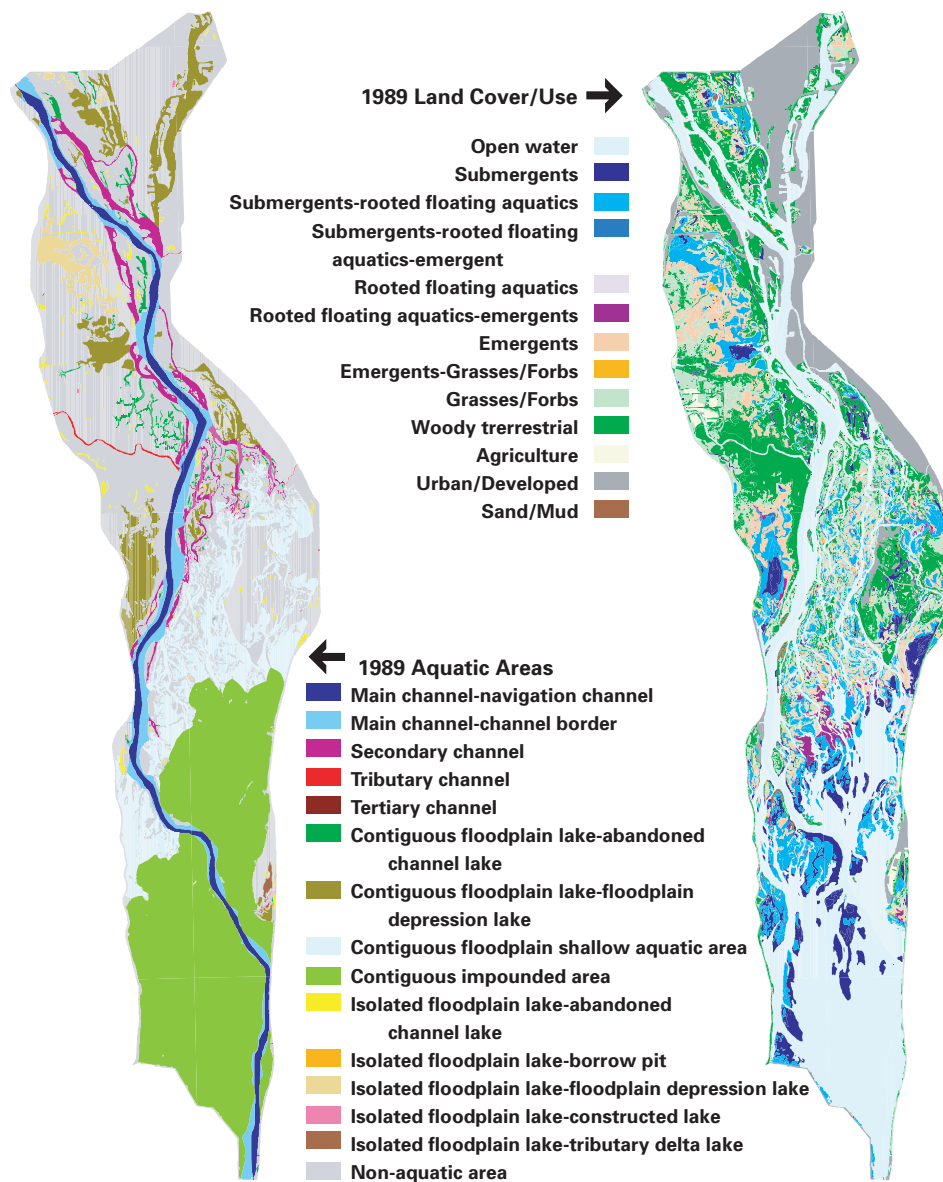 1989 Land Cover/Use
Open water
Submergents
Submergents-rooted floating aquatics
Submergents-rooted floating
aquatics-emergent
Rooted floating aquatics
Rooted floating aquatics-emergents
Emergents
Emergents-Grasses/Forbs
Grasses/Forbs
Woody trerrestrial
Agriculture
Urban/Developed
Sand/Mud
1989 Aquatic Areas
Main channel-navigation channel
Main channel-channel border
Secondary channel
Tributary channel
Tertiary channel
Contiguous floodplain lake-abandoned
channel lake
Contiguous floodplain lake-floodplain
depression lake
Contiguous floodplain shallow aquatic area
Contiguous impounded area
Isolated floodplain lake-abandoned
channel lake
Isolated floodplain lake-borrow pit
Isolated floodplain lake-floodplain depression lake
Isolated floodplain lake-constructed lake
Isolated floodplain lake-tributary delta lake
Non-aquatic area